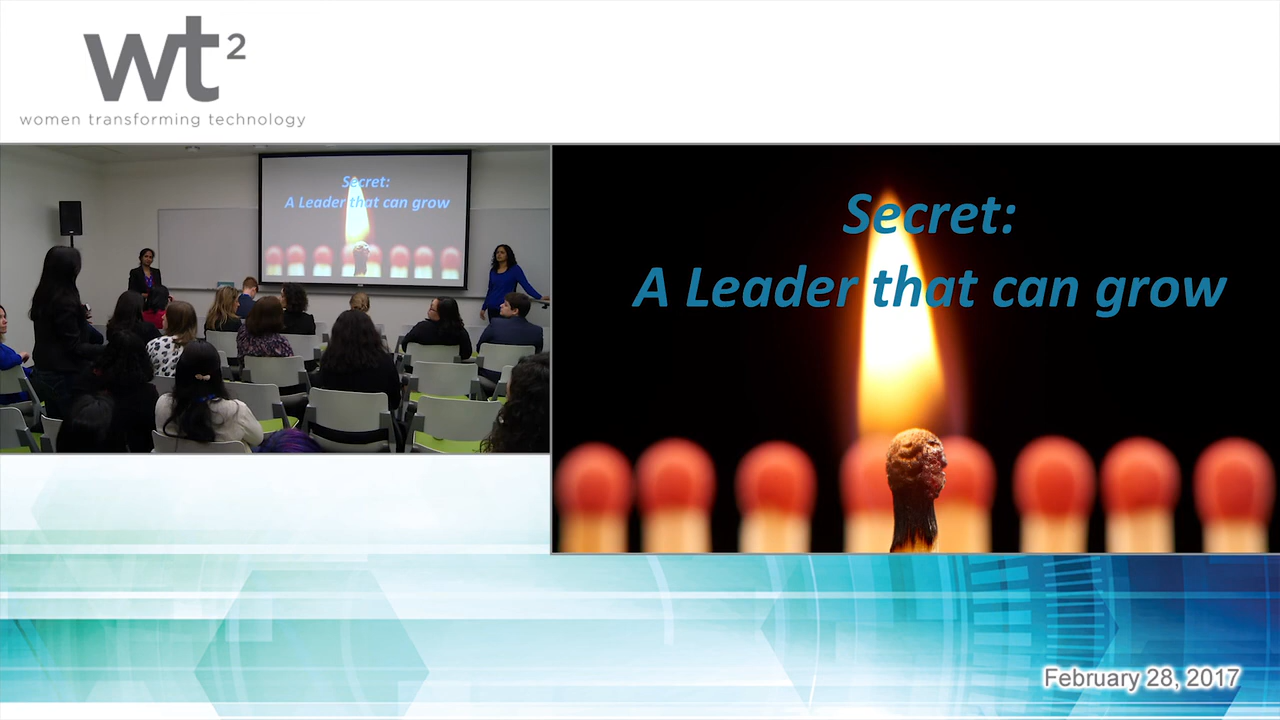 wt2
women transforming technology
Secret:
A Leader that can grow
Secret:
A Leader that can grow
February 28, 2017